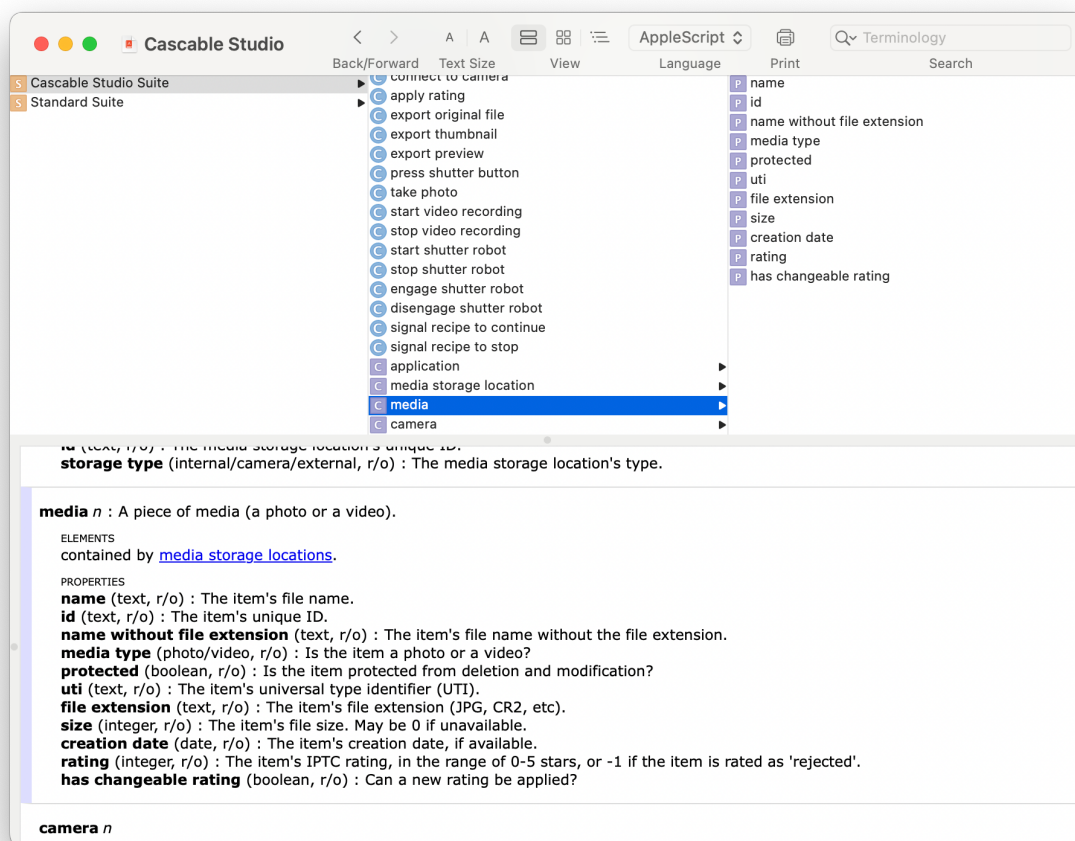 Cascable Studio
A A
AppleScript
Terminology
Back/Forward Text Size View Language Print Search
S Cascable Studio Suite
S Standard Suite
C connect to camera
C apply rating
C export original file
C export thumbnail
C export preview
C press shutter button
C take photo
C start video recording
C stop video recording
C start shutter robot
C stop shutter robot
C engage shutter robot
C disengage shutter robot
C signal recipe to continue
C signal recipe to stop
C application
C media storage location
C media
C camera
P name
P id
P name without file extension
P media type
P protected
P uti
P file extension
P size
P creation date
P rating
P has changeable rating
id (text, r/o) : The media storage location's unique ID.
storage type (internal/camera/external, r/o) : The media storage location's type.
media n : A piece of media (a photo or a video).
ELEMENTS
contained by media storage locations.
PROPERTIES
name (text, r/o) : The item's file name.
id (text, r/o) : The item's unique ID.
name without file extension (text, r/o) : The item's file name without the file extension.
media type (photo/video, r/o) : Is the item a photo or a video?
protected (boolean, r/o) : Is the item protected from deletion and modification?
uti (text, r/o) : The item's universal type identifier (UTI).
file extension (text, r/o) : The item's file extension (JPG, CR2, etc).
size (integer, r/o) : The item's file size. May be 0 if unavailable.
creation date (date, r/o) : The item's creation date, if available.
rating (integer, r/o) : The item's IPTC rating, in the range of 0-5 stars, or -1 if the item is rated as 'rejected'.
has changeable rating (boolean, r/o) : Can a new rating be applied?
camera n